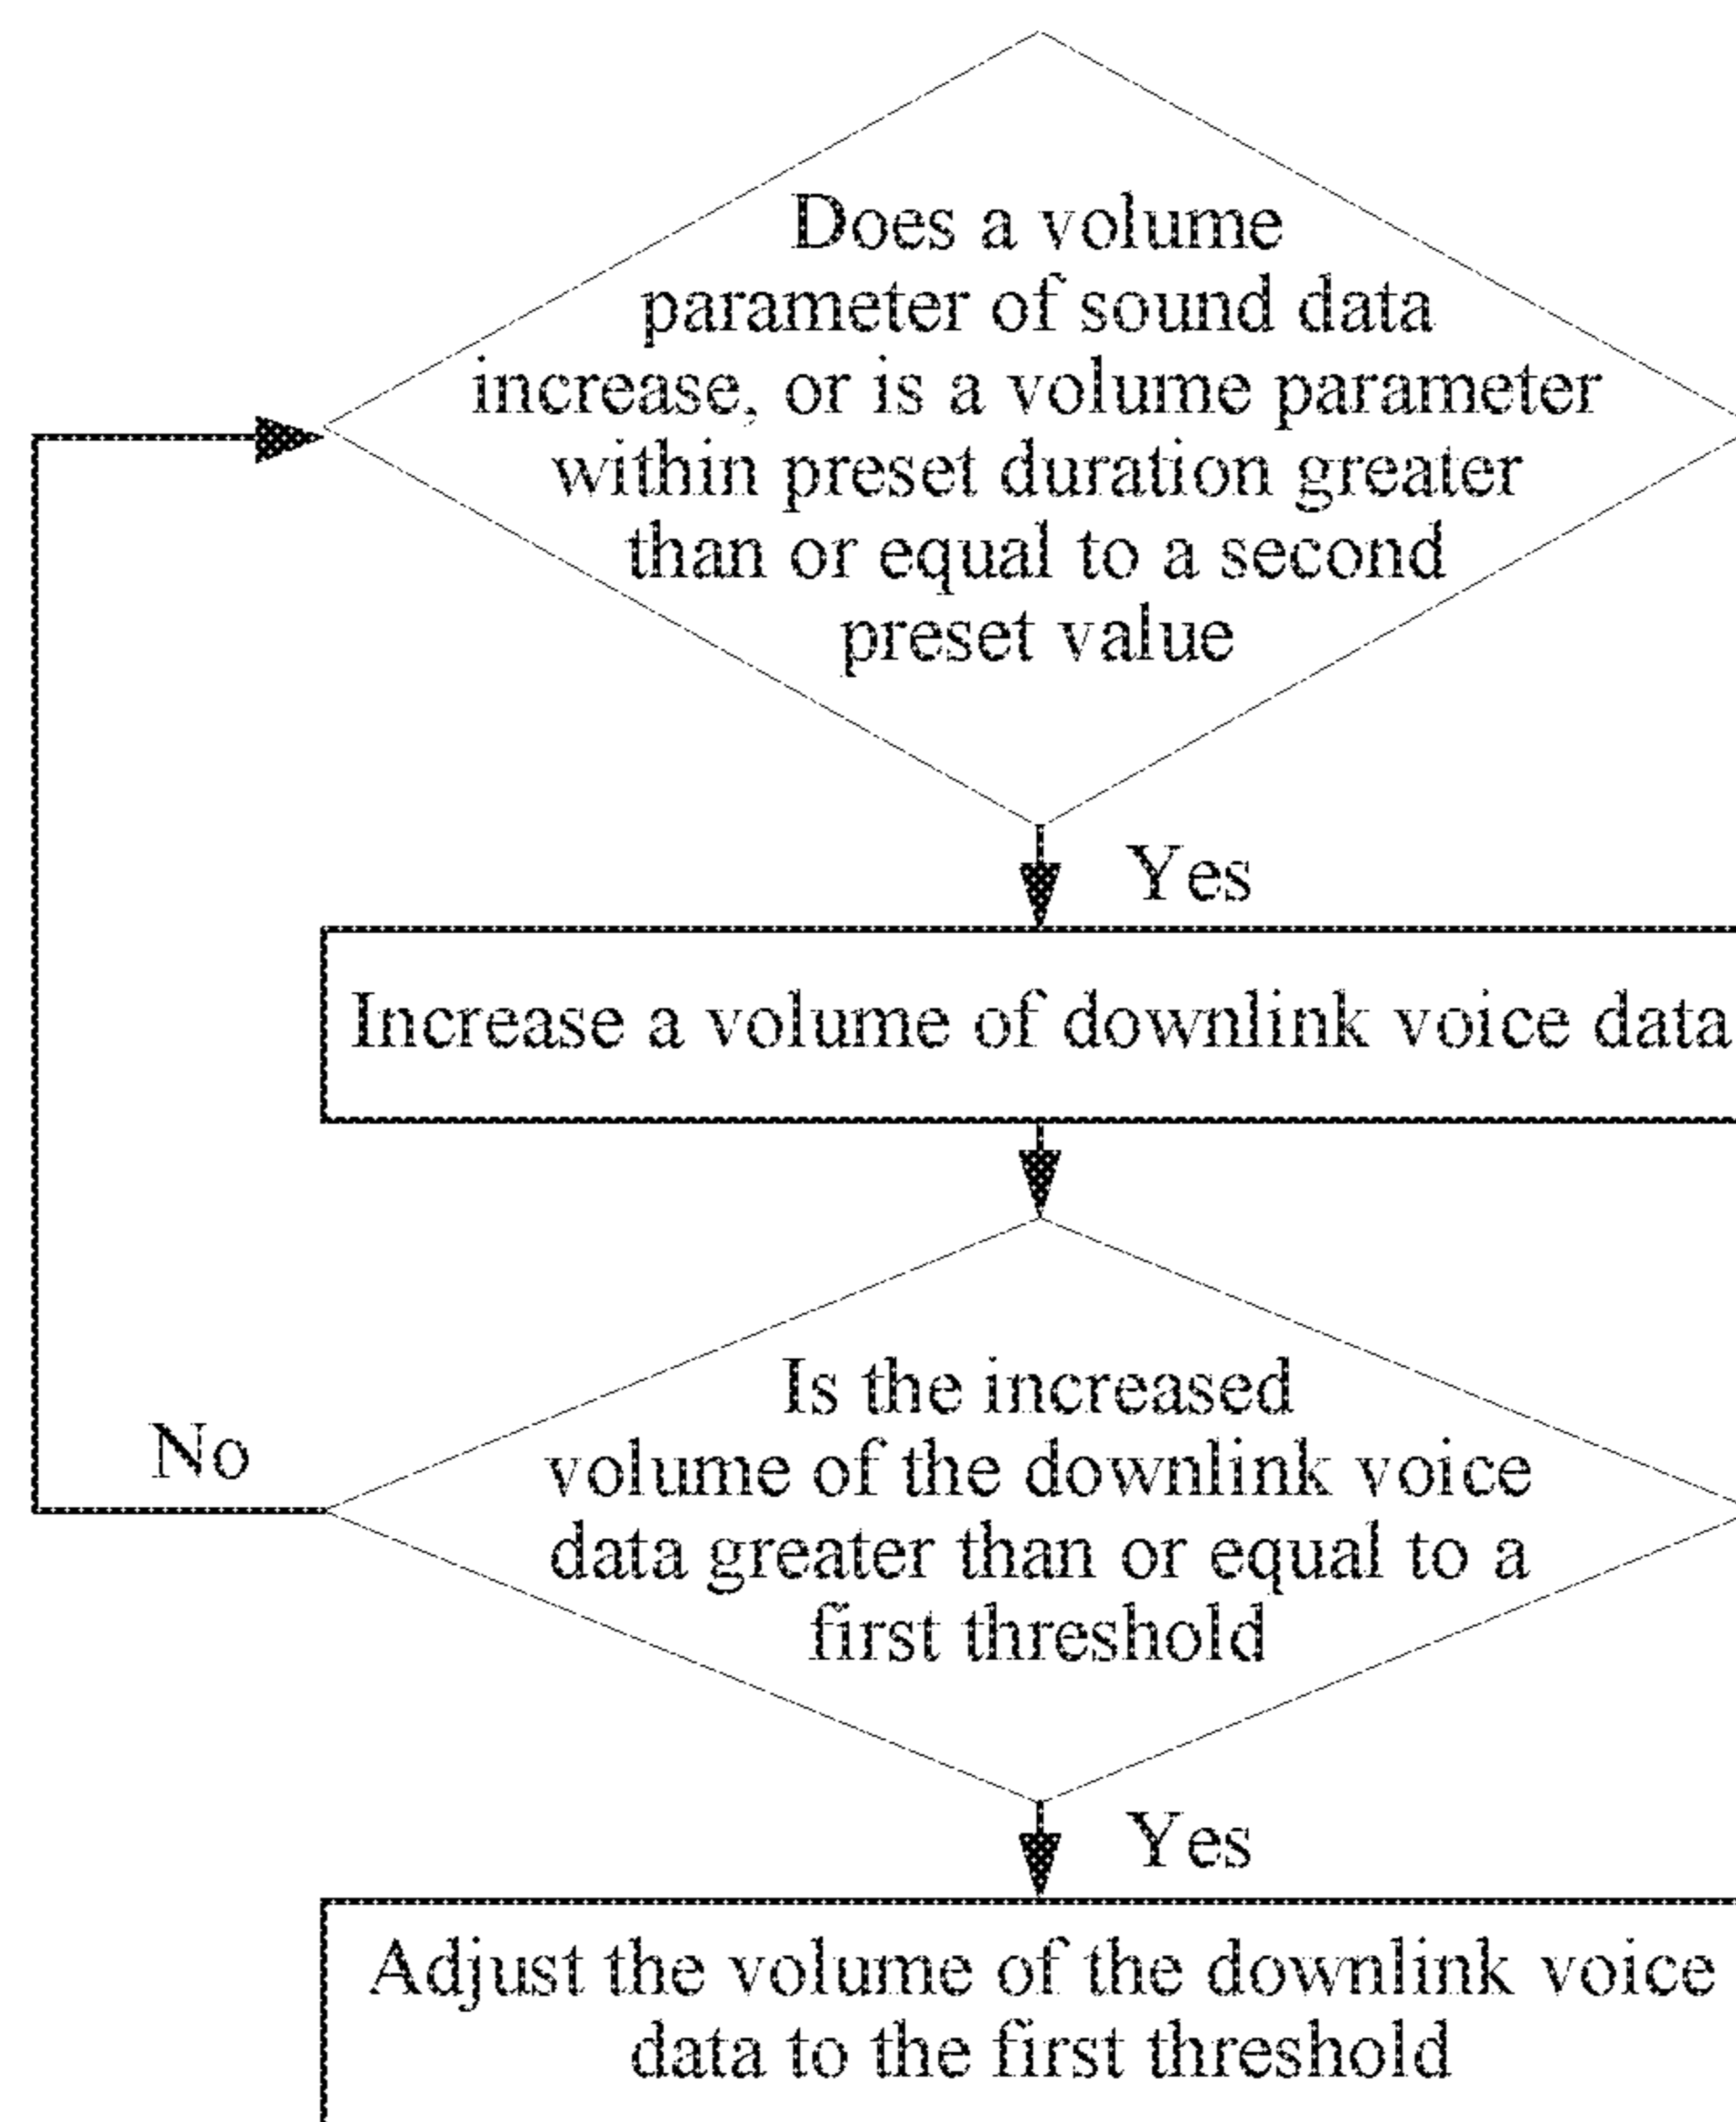 Does a volume
parameter of sound data
increase, or is a volume parameter
within preset duration greater
than or equal to a second
preset value
Yes
Increase a volume of downlink voice data
Is the increased
volume of the downlink voice
data greater than or equal to a
first threshold
No
Yes
Adjust the volume of the downlink voice
data to the first threshold